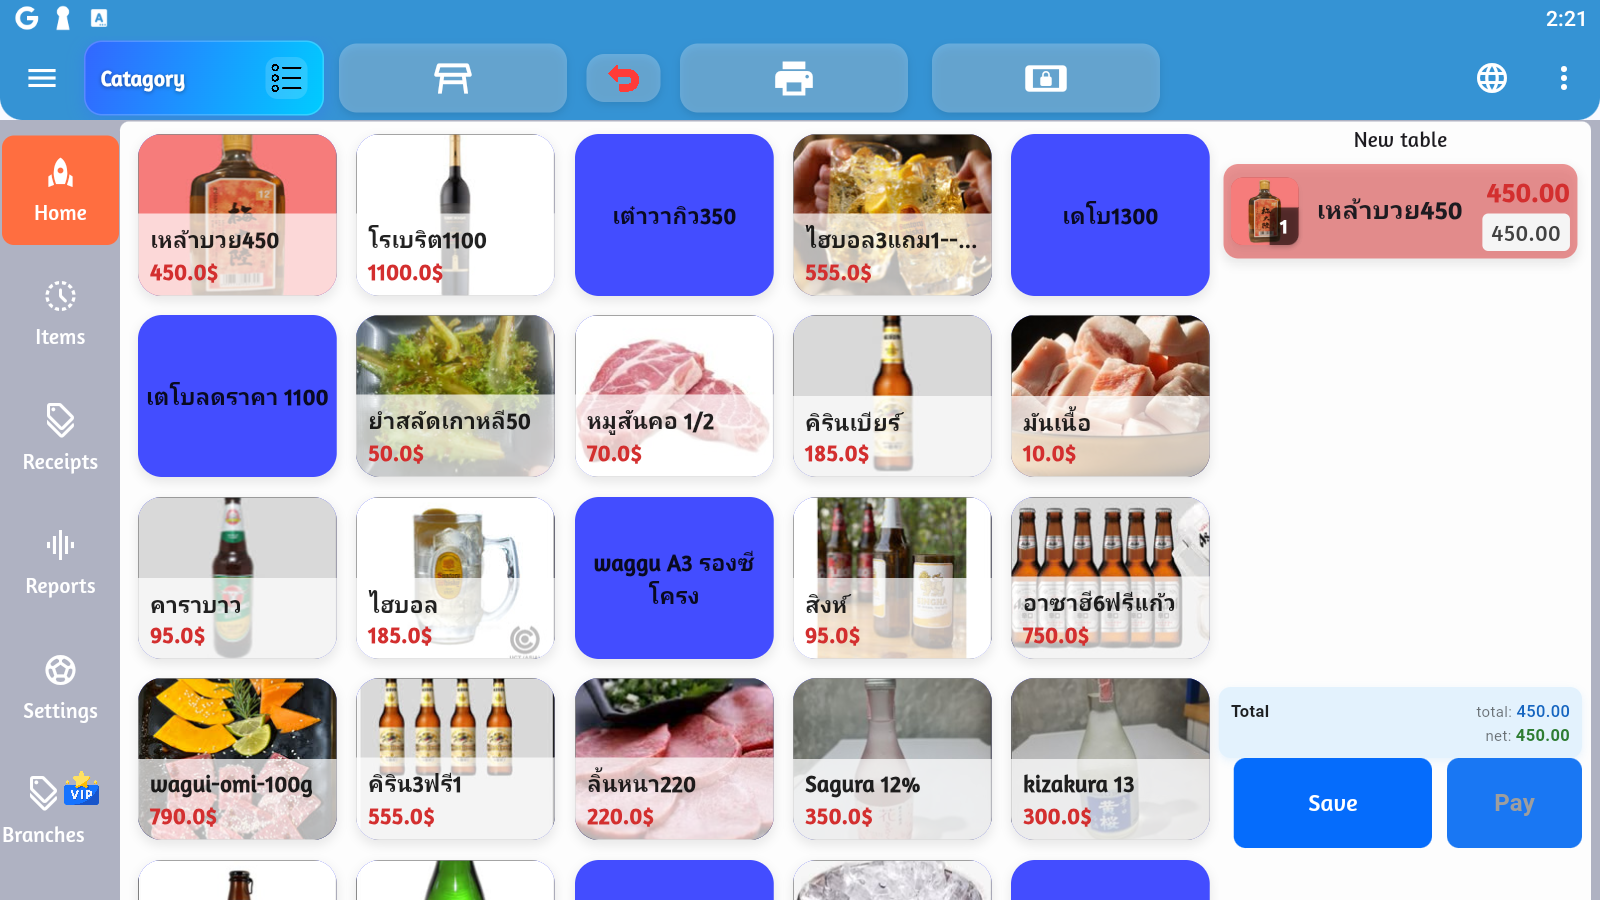 2:21
Catagory
Home
Items
Receipts
Reports
Settings
VIP
Branches
เหล้าบวย450
450.0$
โรเบริต1100
1100.0$
เต๋าวากิว350
ไฮบอล3แถม1--...
555.0$
เดโบ1300
เตโบลดราคา 1100
ยำสลัดเกาหลี50
50.0$
หมูสันคอ 1/2
70.0$
คิรินเบียร์
185.0$
มันเนื้อ
10.0$
คาราบาว
95.0$
ไฮบอล
185.0$
waggu A3 รองซี
โครง
สิงห์
95.0$
อาซาฮี6ฟรีแก้ว
750.0$
wagui-omi-100g
790.0$
คิริน3ฟรี1
555.0$
ลิ้นหนา220
220.0$
Sagura 12%
350.0$
kizakura 13
300.0$
New table
1
เหล้าบวย450
450.00
450.00
Total
total: 450.00
net: 450.00
Save
Pay